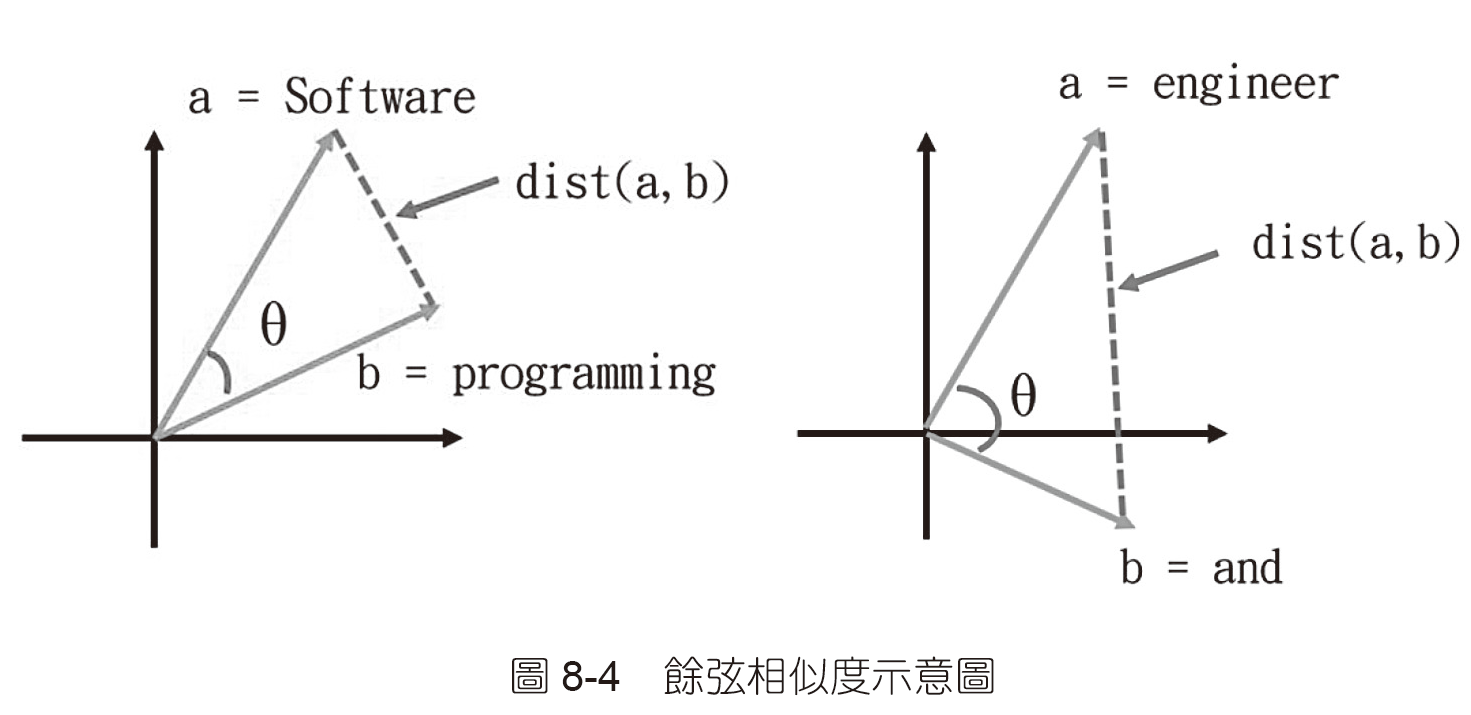 a = Software
dist(a,b)
θ
b = programming
a = engineer
dist(a,b)
θ
b = and
圖 8-4 餘弦相似度示意圖